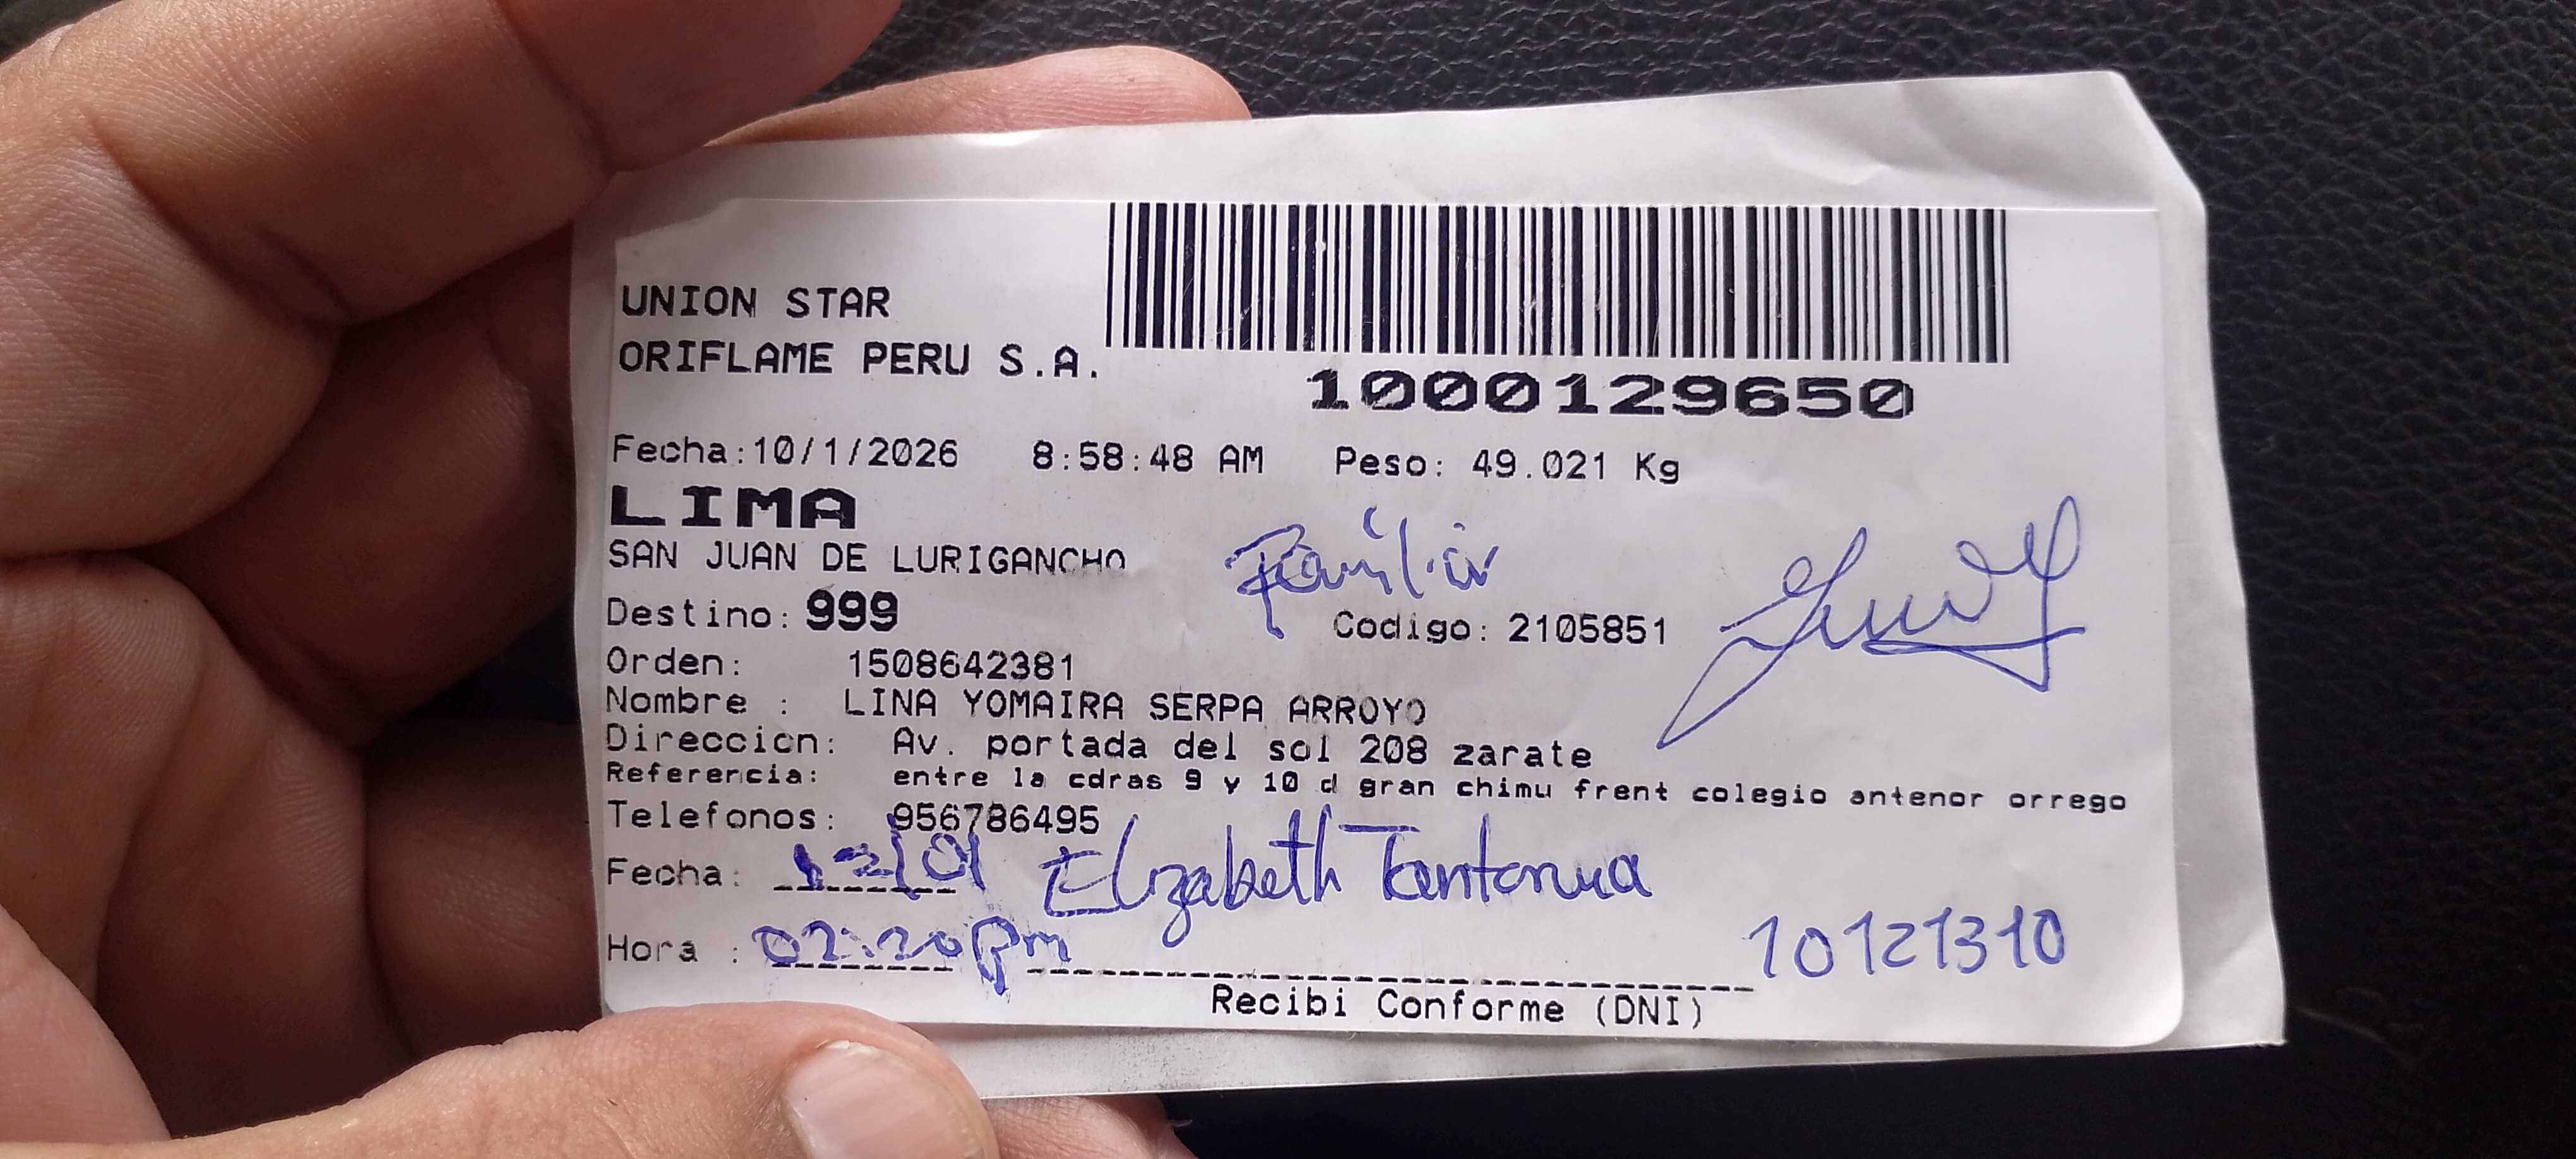 UNION STAR
ORIFLAME PERU S.A.
1000129650
Fecha:10/1/2026 8:58:48 AM Peso: 49.021 Kg
LIMA
SAN JUAN DE LURIGANCHO
Familiar
Destino: 999 Codigo: 2105851
Orden: 1508642381
Nombre : LINA YOMAIRA SERPA ARROYO
Direccion: Av. portada del sol 208 zarate
Referencia: entre la cdras 9 y 10 d gran chimu frent colegio antenor orrego
Telefonos: 956786495
Fecha: 12/01 Elizabeth
Hora : 02:20 pm 10121310
Recibi Conforme (DNI)